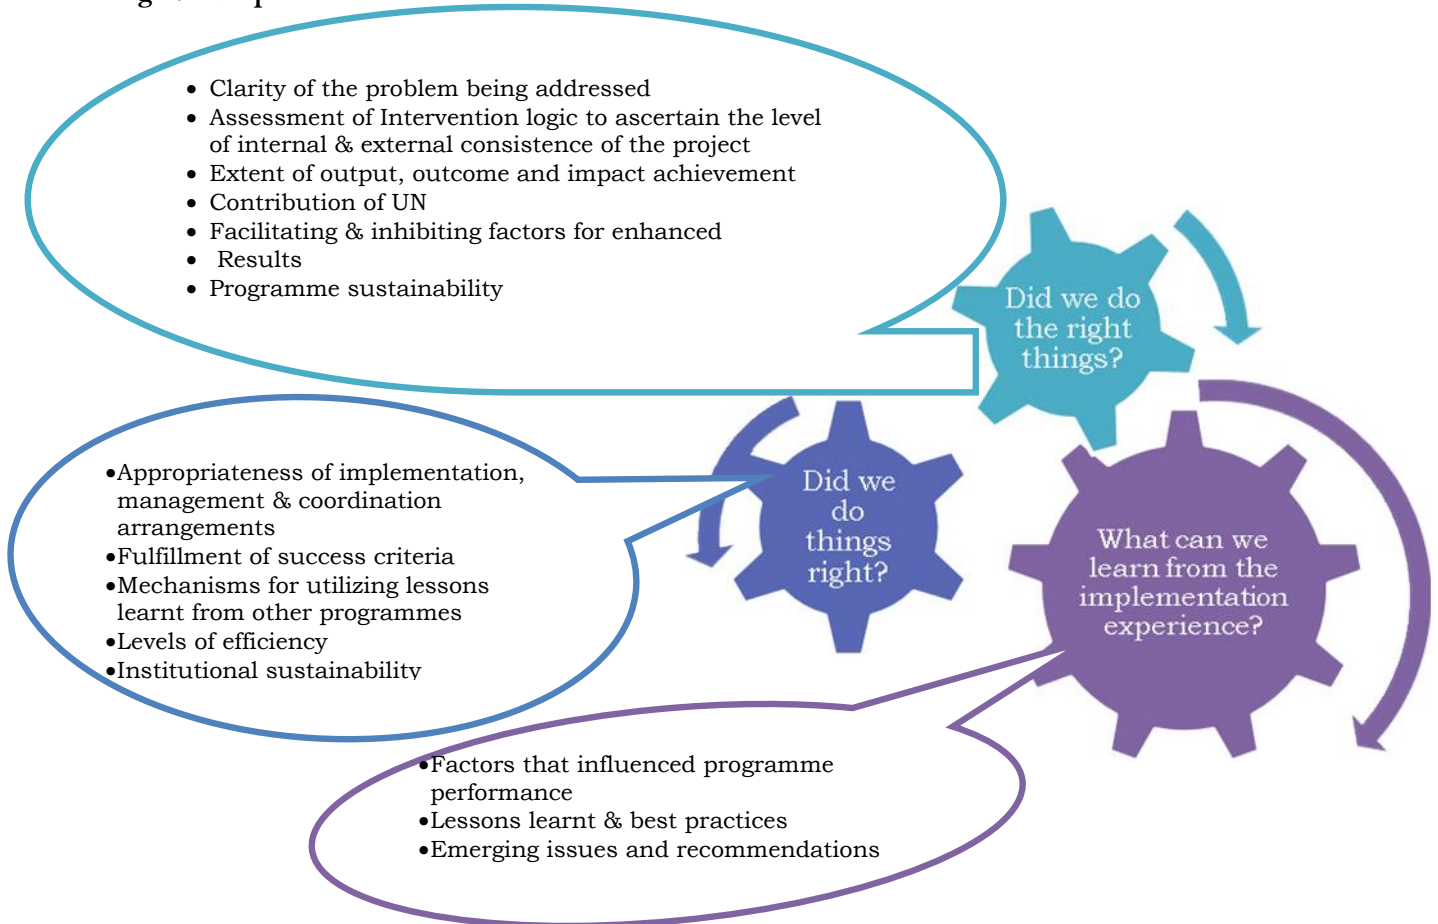 • Clarity of the problem being addressed
• Assessment of Intervention logic to ascertain the level
of internal & external consistence of the project
• Extent of output, outcome and impact achievement
• Contribution of UN
• Facilitating & inhibiting factors for enhanced
• Results
• Programme sustainability
Did we do
the right
things?
•Appropriateness of implementation,
management & coordination
arrangements
•Fulfillment of success criteria
•Mechanisms for utilizing lessons
learnt from other programmes
•Levels of efficiency
•Institutional sustainability
Did we
do
things
right?
What can we
learn from the
implementation
experience?
•Factors that influenced programme
performance
•Lessons learnt & best practices
•Emerging issues and recommendations